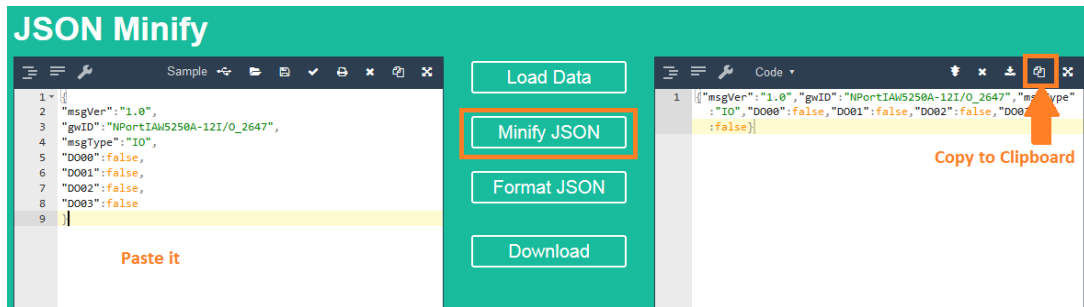 JSON Minify
Sample
1 {
2 "msgVer":"1.0",
3 "gwID":"NPortIAW5250A-12I/O_2647",
4 "msgType":"IO",
5 "DO00":false,
6 "DO01":false,
7 "DO02":false,
8 "DO03":false
9 }
Paste it
Load Data
Minify JSON
Format JSON
Download
Code
1 {"msgVer":"1.0","gwID":"NPortIAW5250A-12I/O_2647","msgType"
:"IO","DO00":false,"DO01":false,"DO02":false,
:false}
Copy to Clipboard